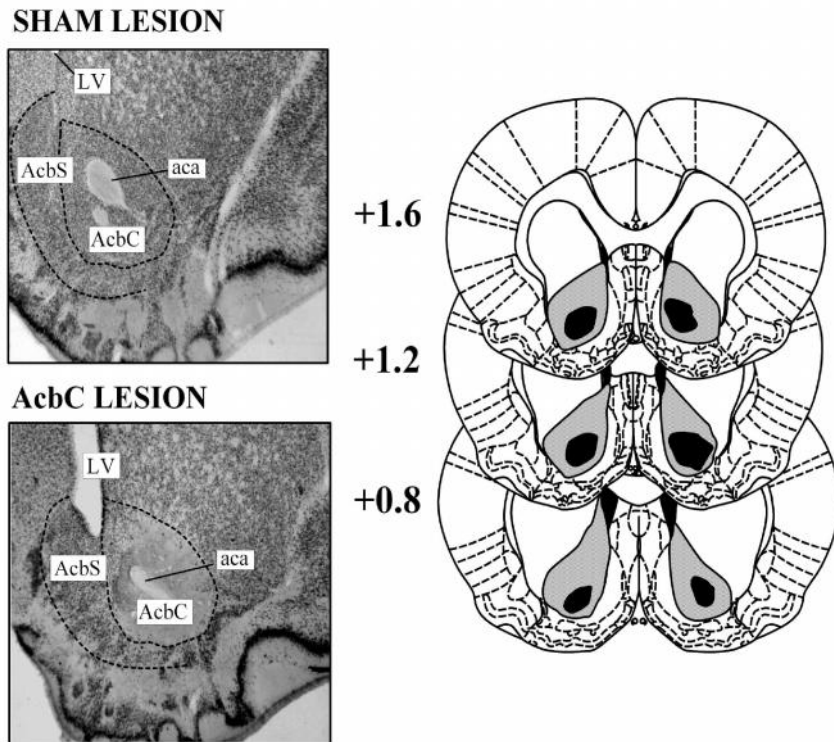 SHAM LESION
LV
AcbS
aca
AcbC
AcbC LESION
LV
AcbS
aca
AcbC
+1.6
+1.2
+0.8